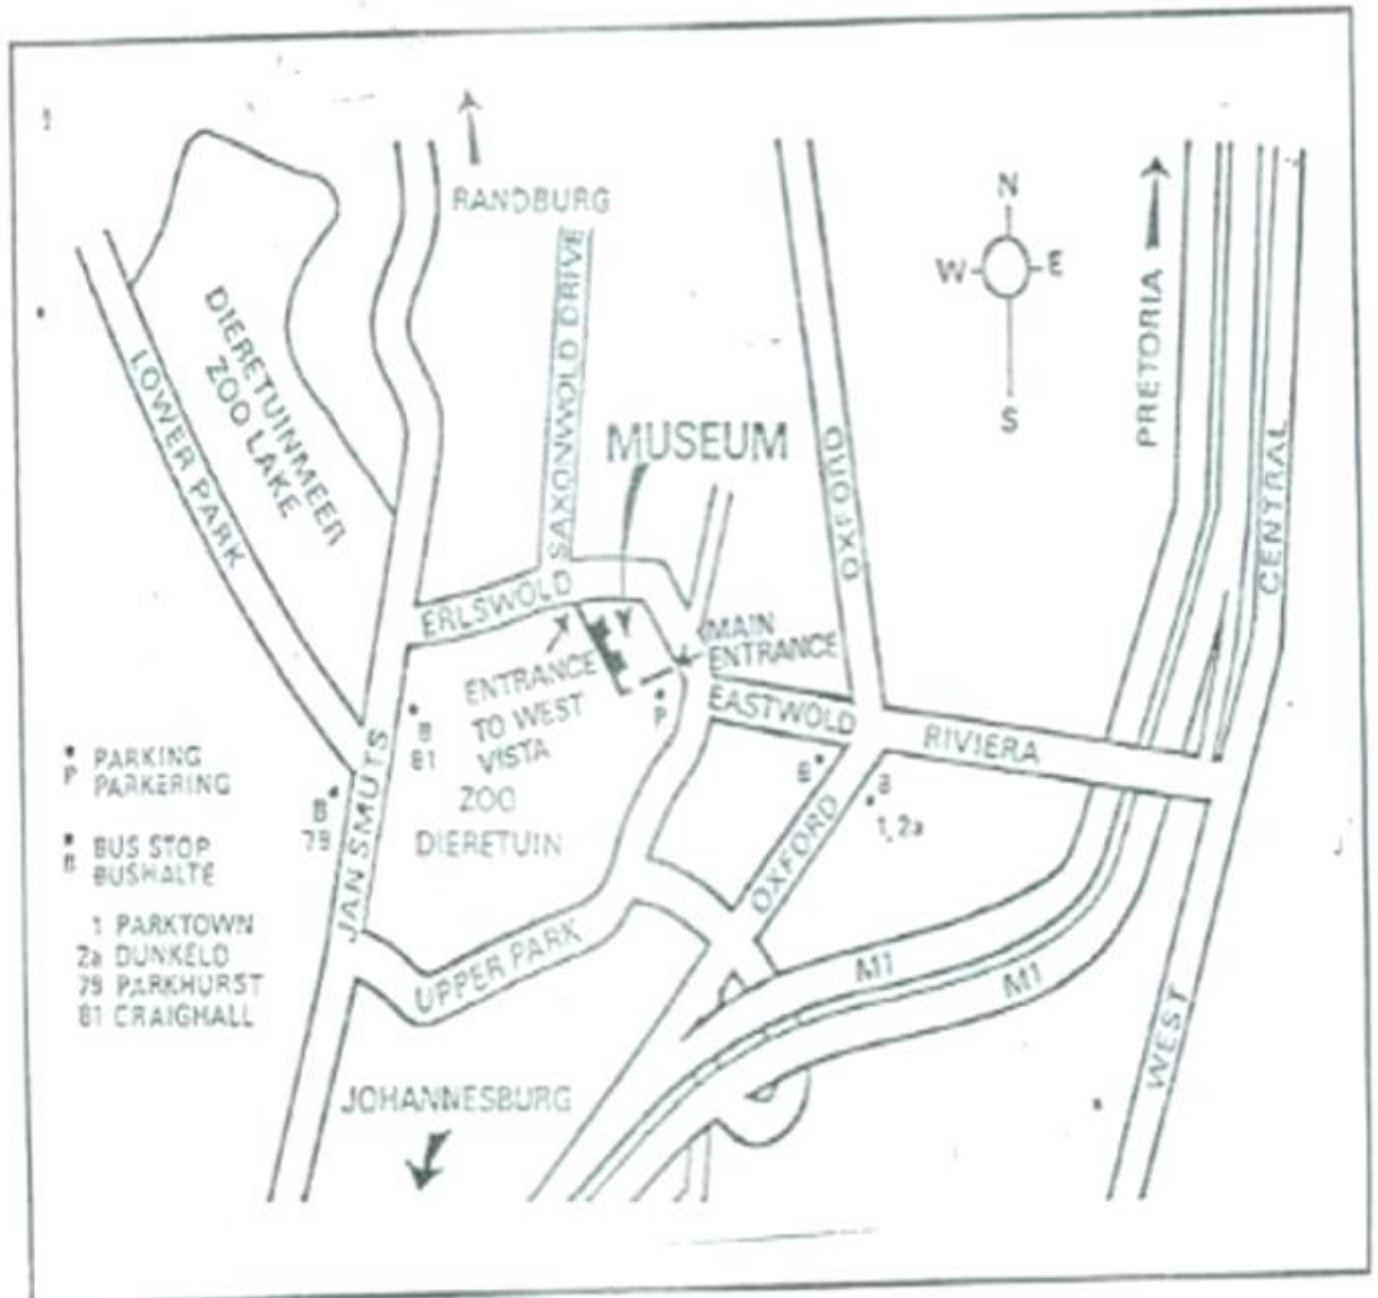 RANDBURG
N
W E
S
PRETORIA
SAXONWOLD DRIVE
DIERETUINMEER
ZOO LAKE
LOWER PARK
MUSEUM
OXFORD
CENTRAL
ERLSWOLD
MAIN
ENTRANCE
ENTRANCE
TO WEST
VISTA
P
EASTWOLD
RIVIERA
B
81
ZOO
DIERETUIN
B
79
JAN SMUTS
B
B
1, 2a
OXFORD
P PARKING
PARKERING
B BUS STOP
BUSHALTE
1 PARKTOWN
2a DUNKELD
79 PARKHURST
81 CRAIGHALL
UPPER PARK
M1
M1
WEST
JOHANNESBURG